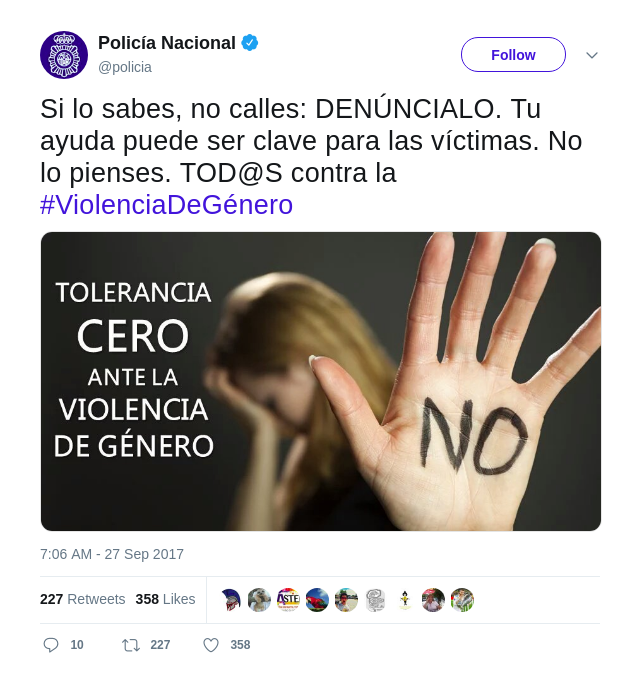 Policía Nacional
@policia
Follow
Si lo sabes, no calles: DENÚNCIALO. Tu
ayuda puede ser clave para las víctimas. No
lo pienses. TOD@S contra la
#ViolenciaDeGénero
TOLERANCIA
CERO
ANTE LA
VIOLENCIA
DE GÉNERO
NO
7:06 AM - 27 Sep 2017
227 Retweets 358 Likes
ASTE
10 227 358